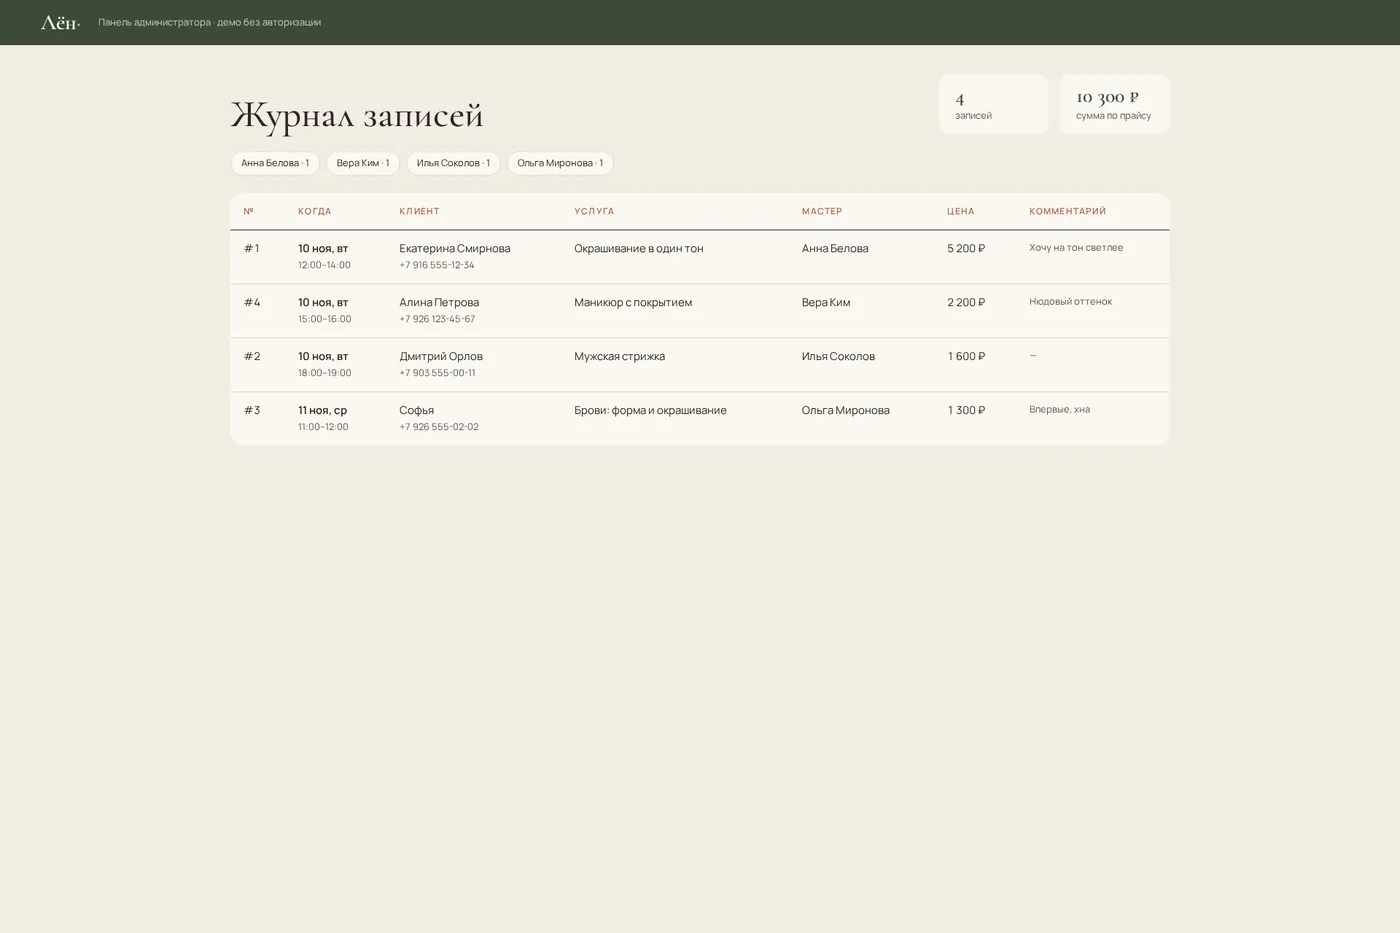 Лён·
Панель администратора · демо без авторизации
Журнал записей
4
записей
10 300 ₽
сумма по прайсу
Анна Белова · 1
Вера Ким · 1
Илья Соколов · 1
Ольга Миронова · 1
№ КОГДА КЛИЕНТ УСЛУГА МАСТЕР ЦЕНА КОММЕНТАРИЙ
#1 10 ноя, вт Екатерина Смирнова Окрашивание в один тон Анна Белова 5 200 ₽ Хочу на тон светлее
12:00–14:00 +7 916 555-12-34
#4 10 ноя, вт Алина Петрова Маникюр с покрытием Вера Ким 2 200 ₽ Нюдовый оттенок
15:00–16:00 +7 926 123-45-67
#2 10 ноя, вт Дмитрий Орлов Мужская стрижка Илья Соколов 1 600 ₽ —
18:00–19:00 +7 903 555-00-11
#3 11 ноя, ср Софья Брови: форма и окрашивание Ольга Миронова 1 300 ₽ Впервые, хна
11:00–12:00 +7 926 555-02-02